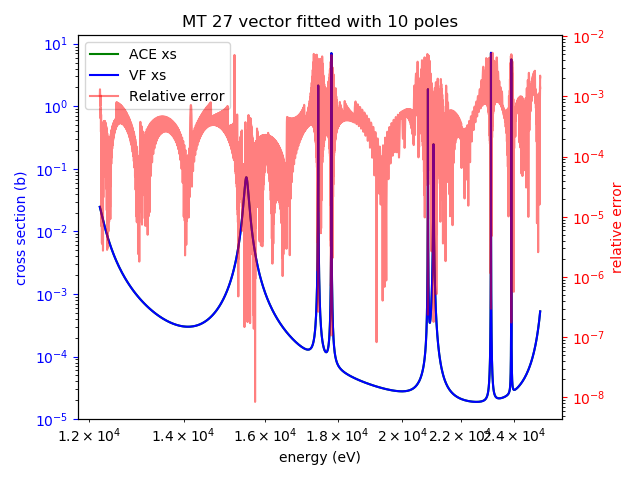 MT 27 vector fitted with 10 poles
ACE xs
VF xs
Relative error
cross section (b)
10¹
10⁰
10⁻¹
10⁻²
10⁻³
10⁻⁴
10⁻⁵
10⁻²
10⁻³
10⁻⁴
10⁻⁵
10⁻⁶
10⁻⁷
10⁻⁸
relative error
1.2 × 10⁴ 1.4 × 10⁴ 1.6 × 10⁴ 1.8 × 10⁴ 2 × 10⁴ 2.2 × 10⁴ 2.4 × 10⁴
energy (eV)